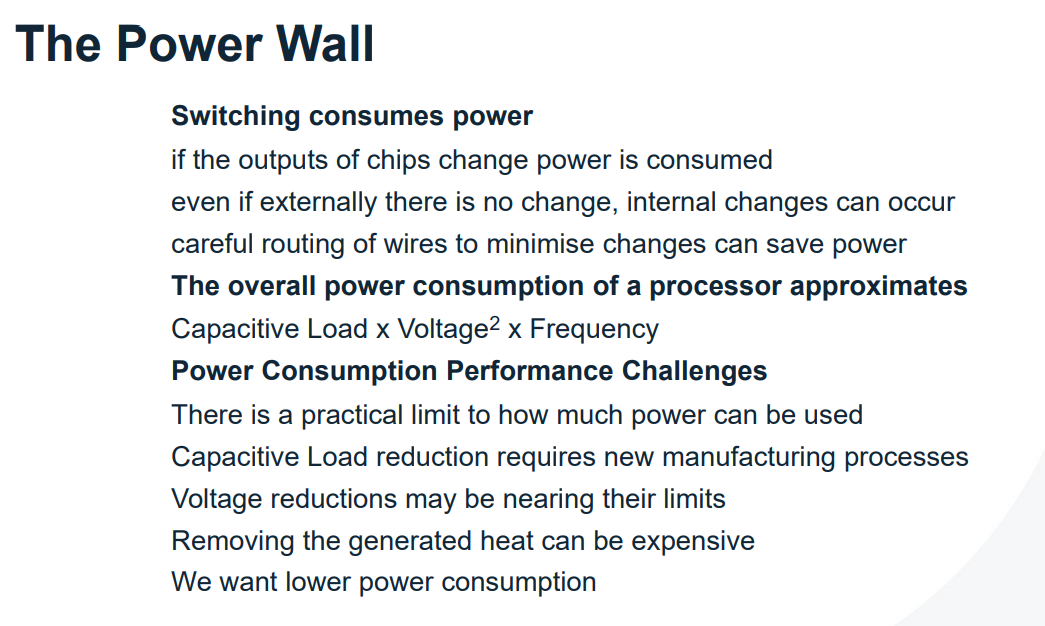 The Power Wall
Switching consumes power
if the outputs of chips change power is consumed
even if externally there is no change, internal changes can occur
careful routing of wires to minimise changes can save power
The overall power consumption of a processor approximates
Capacitive Load x Voltage² x Frequency
Power Consumption Performance Challenges
There is a practical limit to how much power can be used
Capacitive Load reduction requires new manufacturing processes
Voltage reductions may be nearing their limits
Removing the generated heat can be expensive
We want lower power consumption